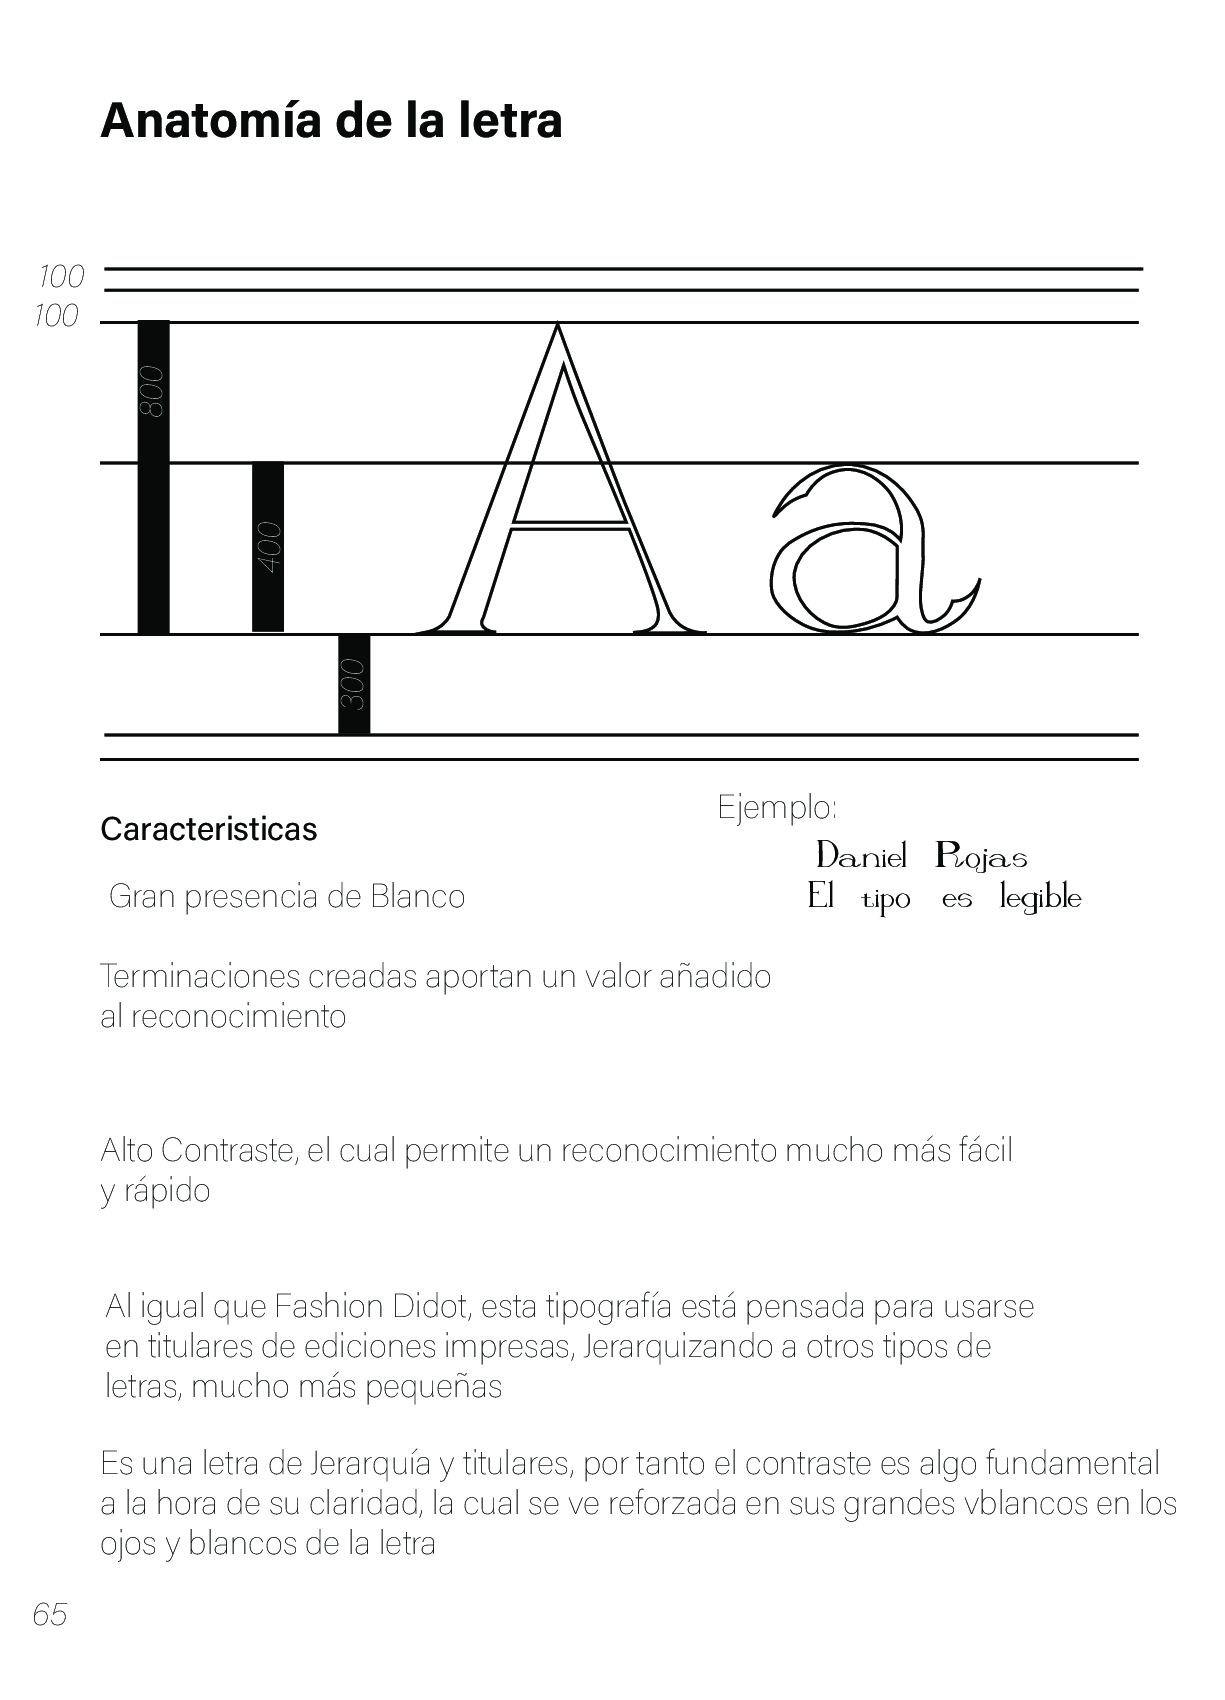 Anatomía de la letra
100
100
800
400
300
Caracteristicas
Ejemplo:
Daniel Rojas
El tipo es legible
Gran presencia de Blanco
Terminaciones creadas aportan un valor añadido
al reconocimiento
Alto Contraste, el cual permite un reconocimiento mucho más fácil
y rápido
Al igual que Fashion Didot, esta tipografía está pensada para usarse
en titulares de ediciones impresas, Jerarquizando a otros tipos de
letras, mucho más pequeñas
Es una letra de Jerarquía y titulares, por tanto el contraste es algo fundamental
a la hora de su claridad, la cual se ve reforzada en sus grandes vblancos en los
ojos y blancos de la letra
65
A a